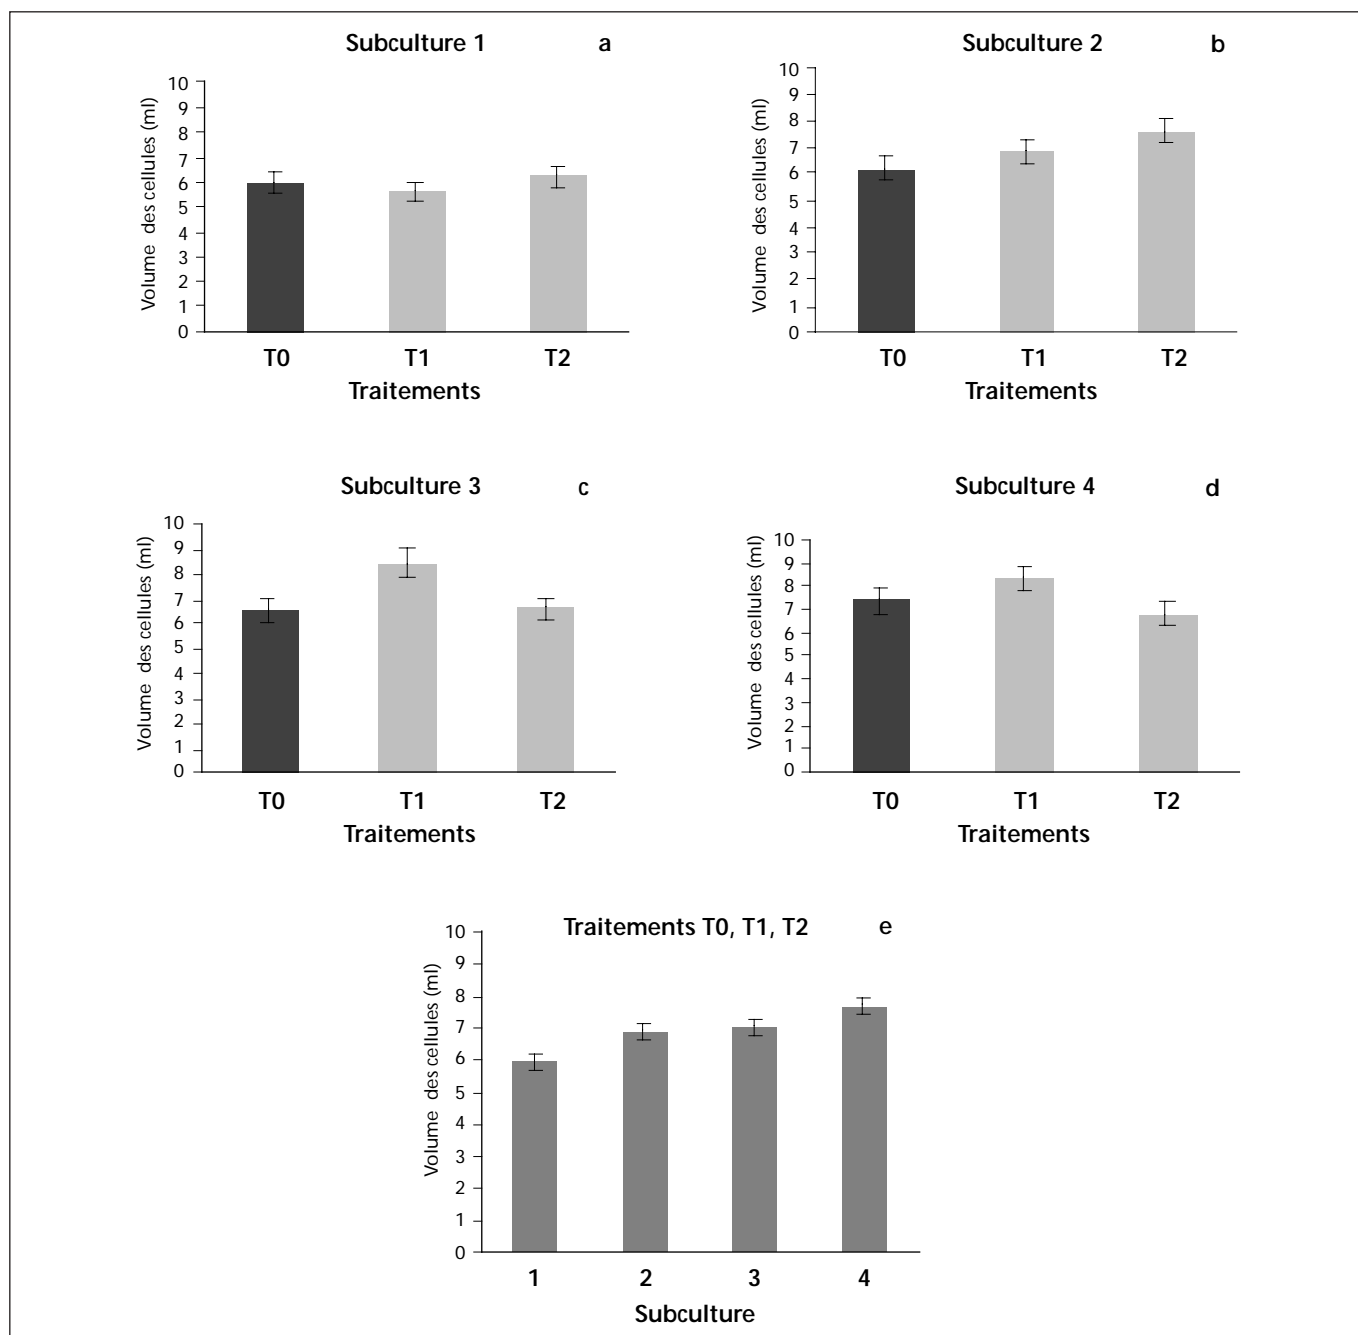 Subculture 1 a
Volume des cellules (ml)
10
9
8
7
6
5
4
3
2
1
0
T0 T1 T2
Traitements
Subculture 2 b
Volume des cellules (ml)
10
9
8
7
6
5
4
3
2
1
0
T0 T1 T2
Traitements
Subculture 3 c
Volume des cellules (ml)
10
9
8
7
6
5
4
3
2
1
0
T0 T1 T2
Traitements
Subculture 4 d
Volume des cellules (ml)
10
9
8
7
6
5
4
3
2
1
0
T0 T1 T2
Traitements
Traitements T0, T1, T2 e
Volume des cellules (ml)
10
9
8
7
6
5
4
3
2
1
0
1 2 3 4
Subculture